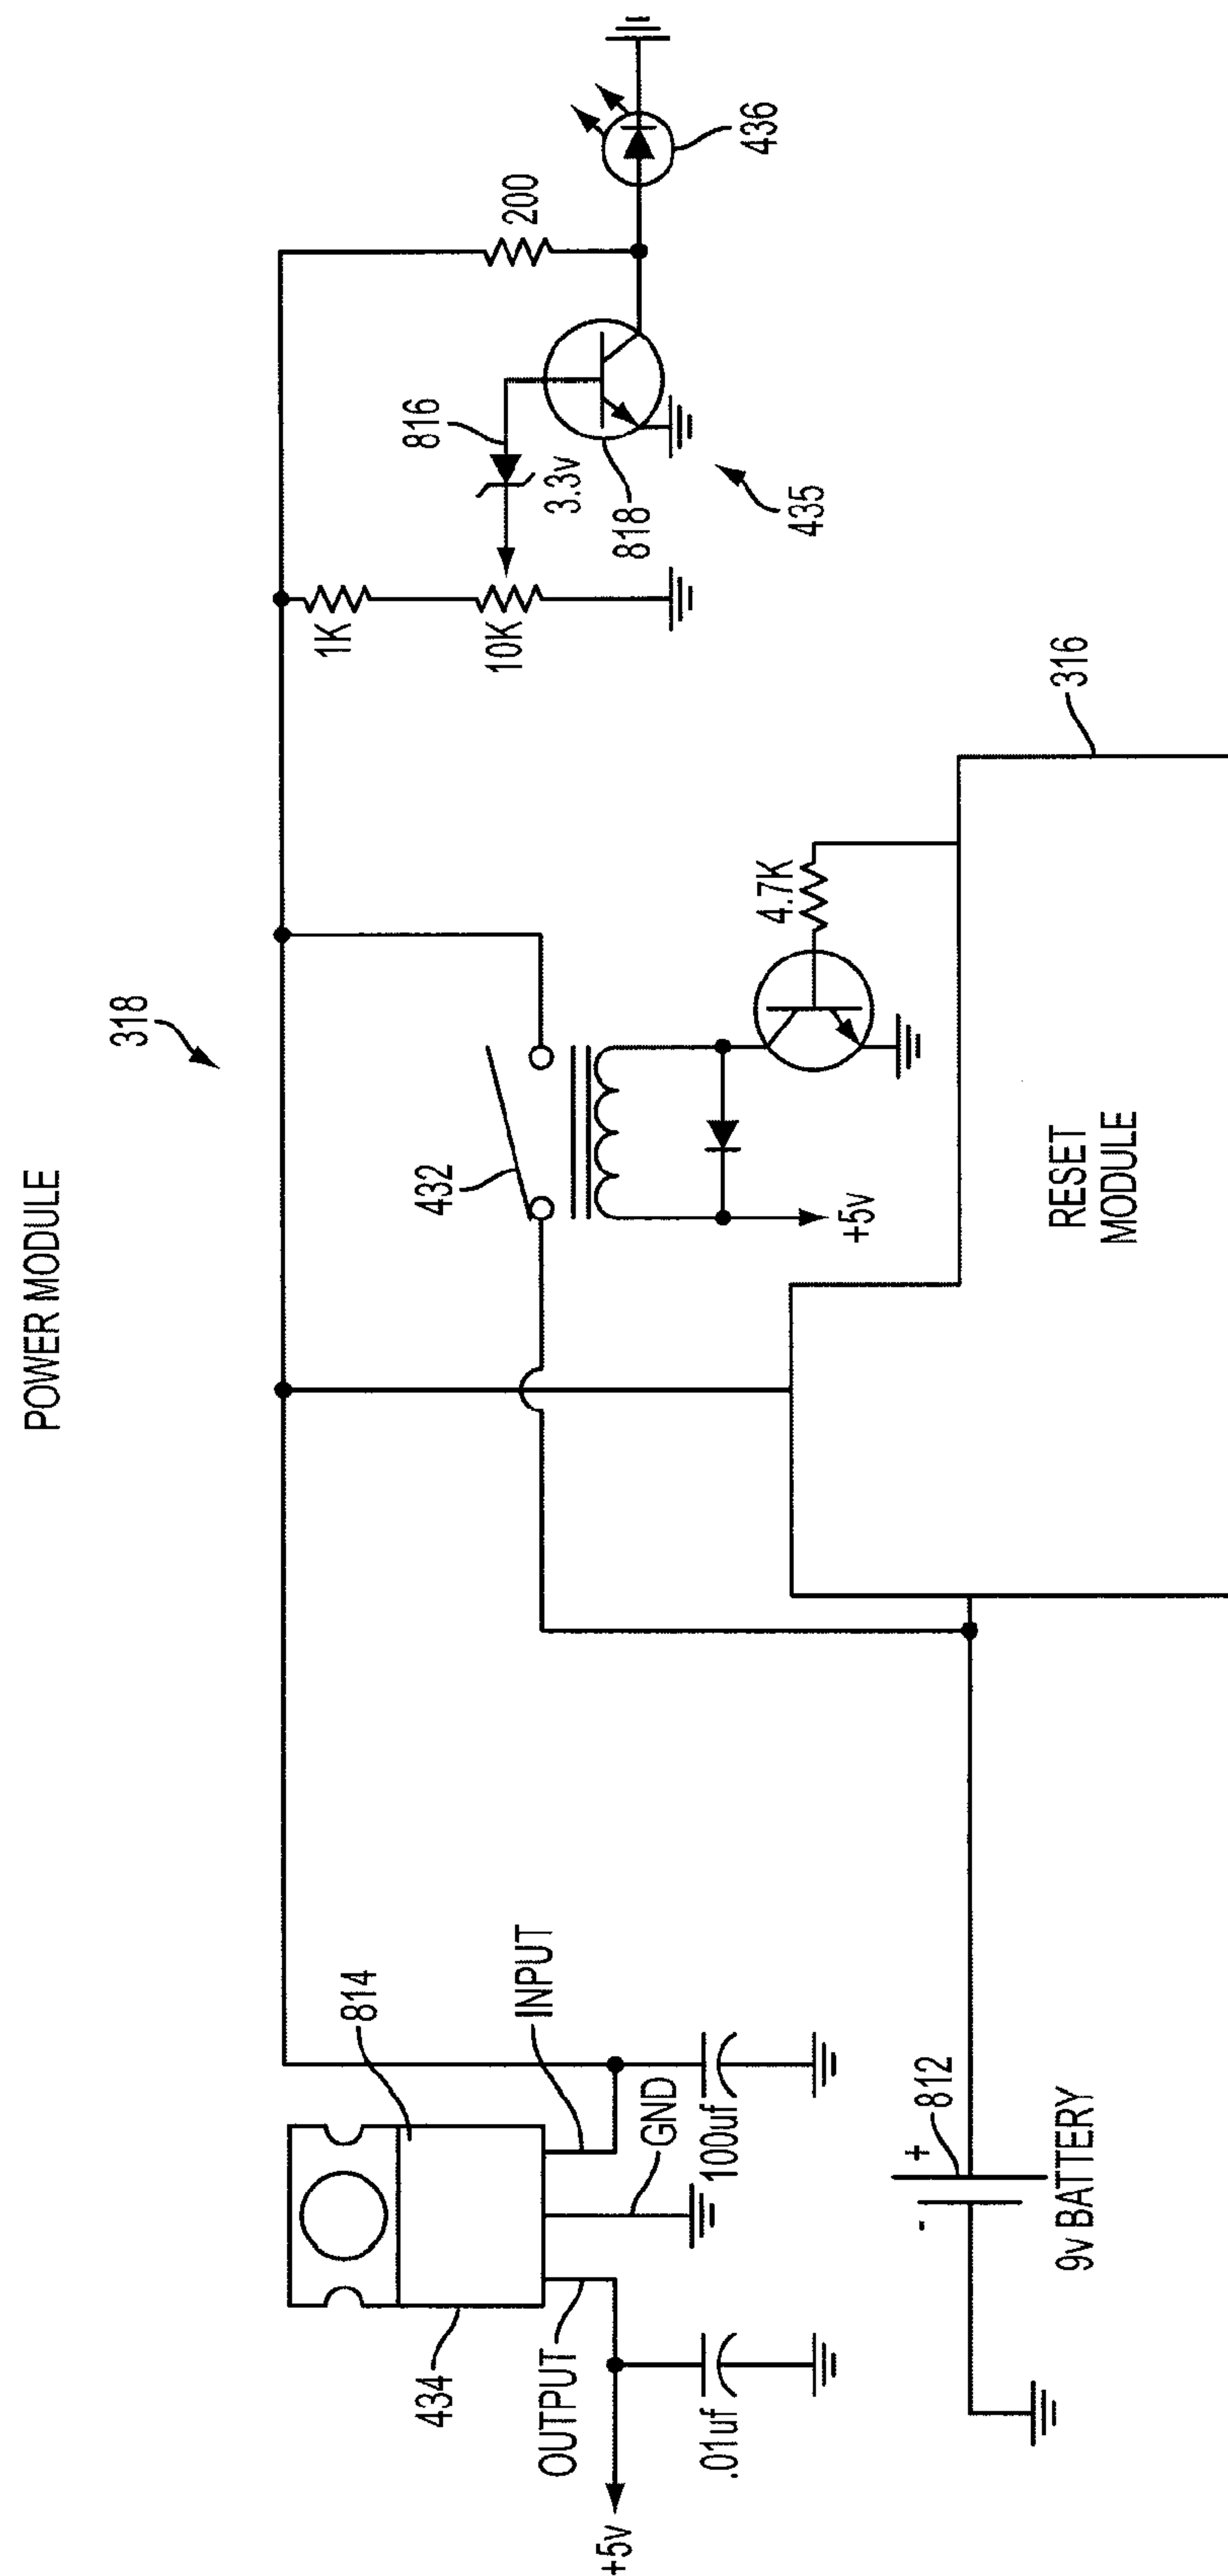 POWER MODULE
318
814
434
INPUT
GND
OUTPUT
+5v
.01uf
100uf
812
+
-
9v BATTERY
432
+5v
4.7K
RESET
MODULE
316
1K
10K
816
3.3v
818
435
200
436